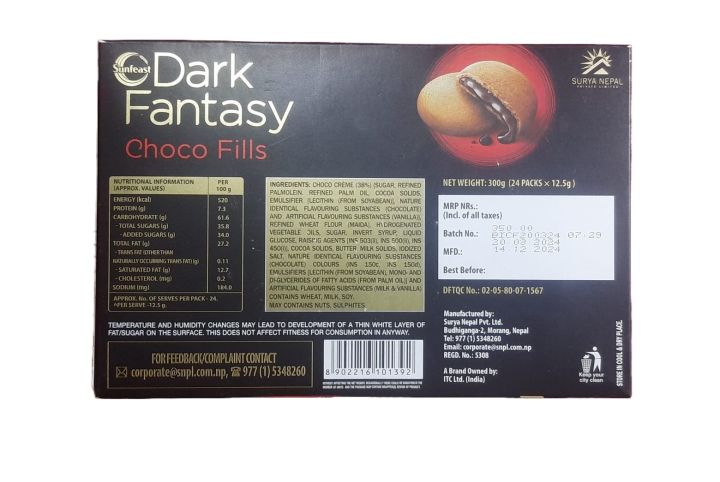 Sunfeast
Dark
Fantasy
Choco Fills
SURYA NEPAL
PRIVATE LIMITED
NUTRITIONAL INFORMATION
(APPROX. VALUES)
PER
100 g
ENERGY (kcal) 520
PROTEIN (g) 7.3
CARBOHYDRATE (g) 61.6
-TOTAL SUGARS (g) 35.8
-ADDED SUGARS (g) 34.0
TOTAL FAT (g) 27.2
-TRANS FAT (OTHER THAN
NATURALLY OCCURRING TRANS FAT) (g) 0.11
-SATURATED FAT (g) 12.7
-CHOLESTEROL (mg) 0.2
SODIUM (mg) 184.0
APPROX. No. OF SERVES PER PACK - 24.
^PER SERVE -12.5 g.
INGREDIENTS: CHOCO CRÈME (38%) (SUGAR, REFINED
PALMOLEIN, REFINED PALM OIL, COCOA SOLIDS,
EMULSIFIER [LECITHIN (FROM SOYABEAN)], NATURE
IDENTICAL FLAVOURING SUBSTANCES (CHOCOLATE)
AND ARTIFICIAL FLAVOURING SUBSTANCES (VANILLA)),
REFINED WHEAT FLOUR (MAIDA), HYDROGENATED
VEGETABLE OILS, SUGAR, INVERT SYRUP, LIQUID
GLUCOSE, RAISING AGENTS [INS 503(ii), INS 500(ii), INS
450(i)], COCOA SOLIDS, BUTTER MILK SOLIDS, IODIZED
SALT, NATURE IDENTICAL FLAVOURING SUBSTANCES
(CHOCOLATE) COLOURS (INS 150c, INS 150d),
EMULSIFIERS [LECITHIN (FROM SOYABEAN), MONO- AND
DI-GLYCERIDES OF FATTY ACIDS (FROM PALM OIL)] AND
ARTIFICIAL FLAVOURING SUBSTANCES (MILK & VANILLA)
CONTAINS WHEAT, MILK, SOY.
MAY CONTAINS NUTS, SULPHITES
NET WEIGHT: 300g (24 PACKS × 12.5g)
MRP NRs.:
(Incl. of all taxes) 350.00
Batch No.: 07:29
MFD.:
14 12 2024
Best Before:
DFTQC No.: 02-05-80-07-1567
TEMPERATURE AND HUMIDITY CHANGES MAY LEAD TO DEVELOPMENT OF A THIN WHITE LAYER OF
FAT/SUGAR ON THE SURFACE. THIS DOES NOT AFFECT FITNESS FOR CONSUMPTION IN ANYWAY.
FOR FEEDBACK/COMPLAINT CONTACT
corporate@snpl.com.np, 977 (1) 5348260
8 902216 101392
Manufactured by:
Surya Nepal Pvt. Ltd.
Budhiganga-2, Morang, Nepal
Tel: 977 (1) 5348260
Email: corporate@snpl.com.np
REGD. No.: 5308
A Brand Owned by:
ITC Ltd. (India)
Keep your
city clean
STORE IN COOL & DRY PLACE.